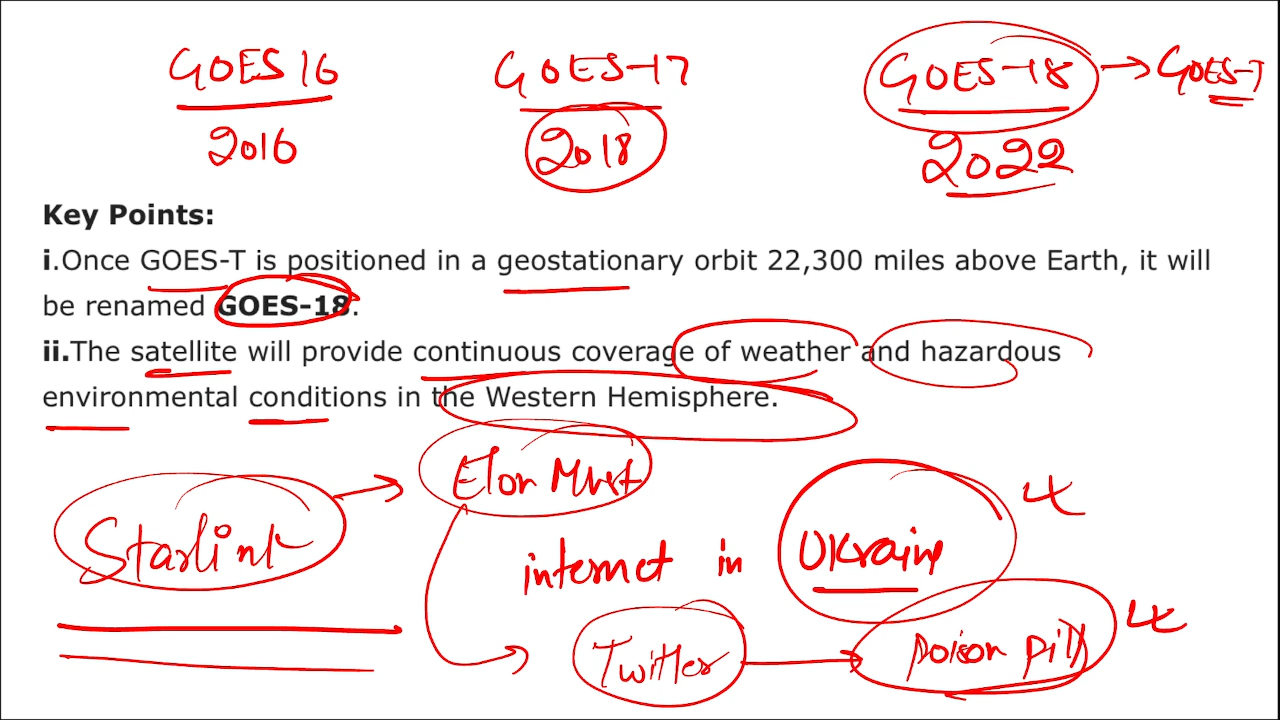 GOES 16 GOES-17 GOES-18 → GOES-T
2016 2018 2022
Key Points:
i.Once GOES-T is positioned in a geostationary orbit 22,300 miles above Earth, it will
be renamed GOES-18.
ii.The satellite will provide continuous coverage of weather and hazardous
environmental conditions in the Western Hemisphere.
Starlink → Elon Musk
internet in Ukraine
Twitter → poison pill